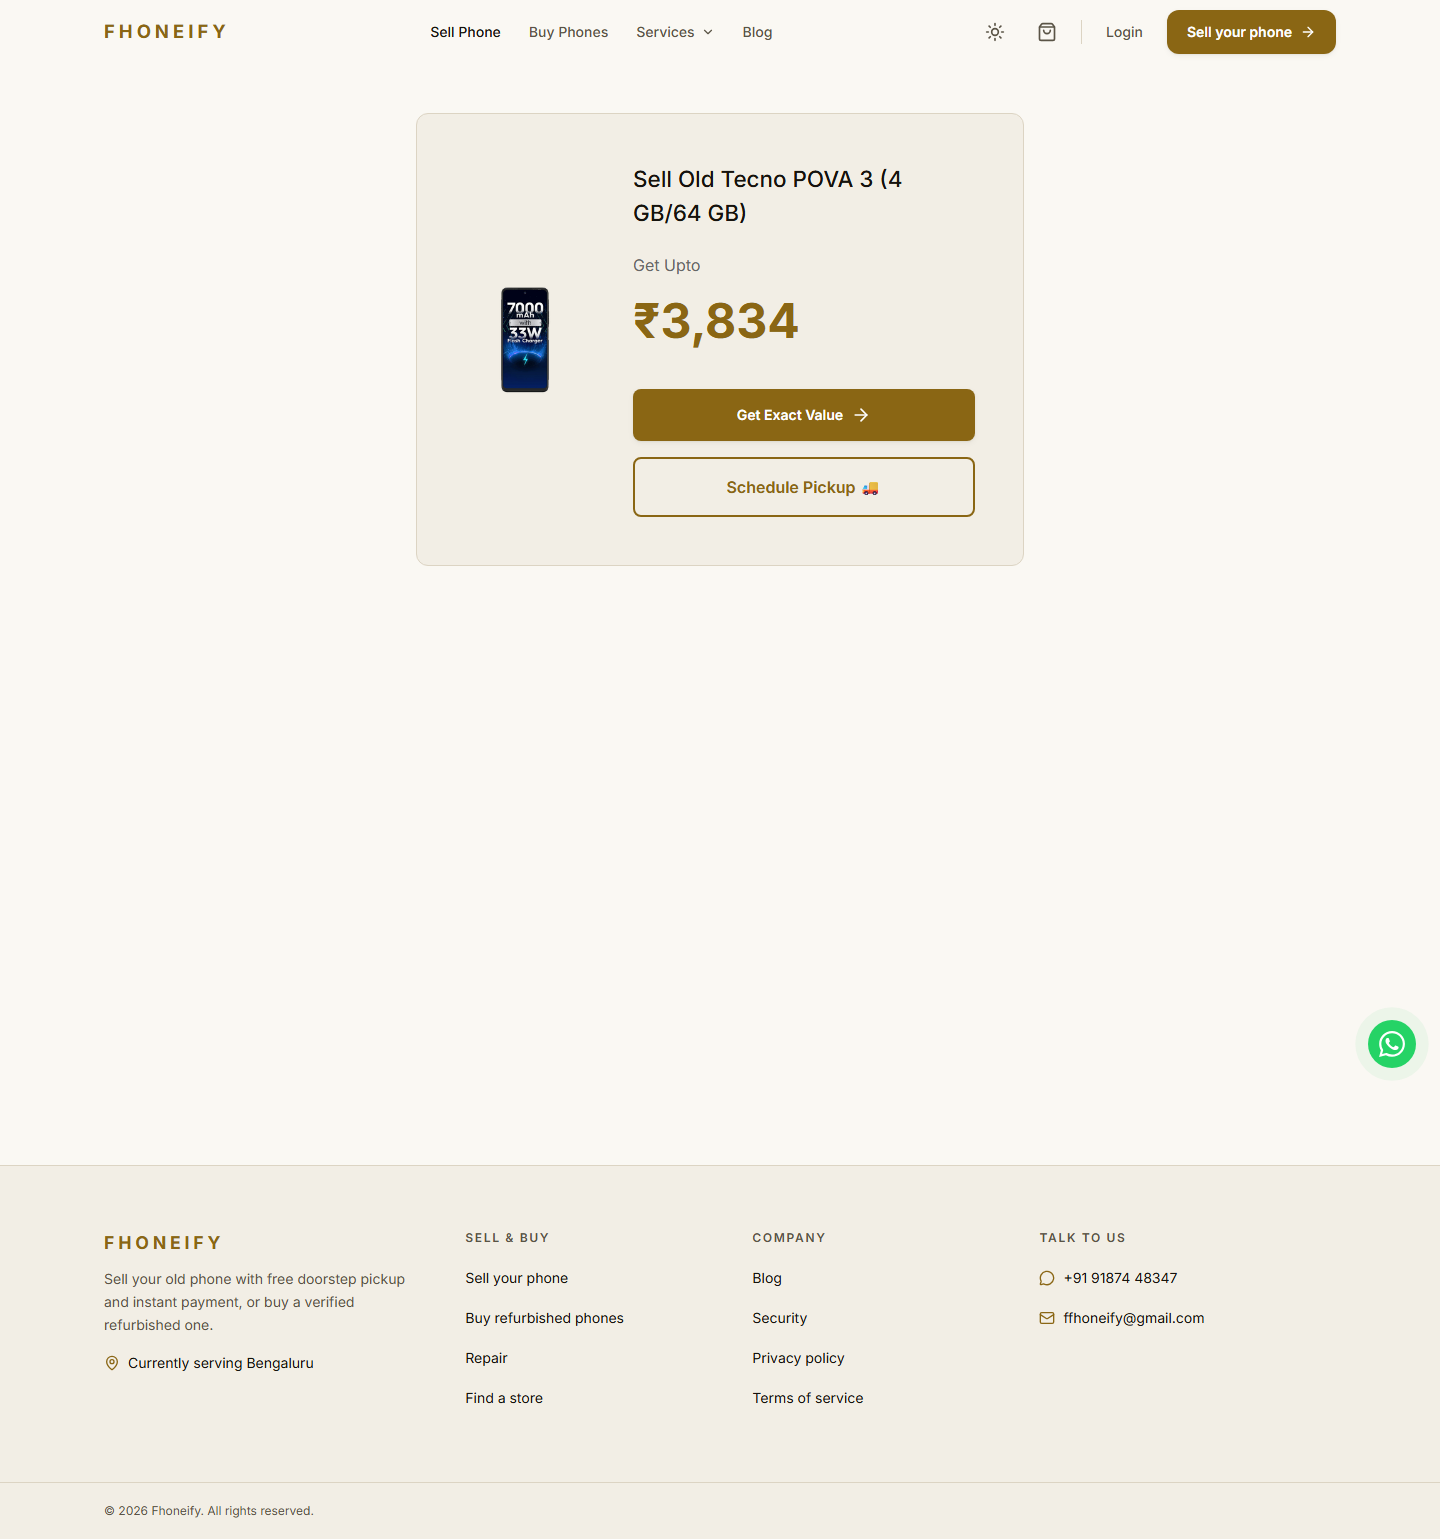 FHONEIFY
Sell Phone
Buy Phones
Services
Blog
Login
Sell your phone
Sell Old Tecno POVA 3 (4
GB/64 GB)
Get Upto
₹3,834
7000
mAh
with
33W
Flash Charger
Get Exact Value
Schedule Pickup 🚚
FHONEIFY
Sell your old phone with free doorstep pickup
and instant payment, or buy a verified
refurbished one.
Currently serving Bengaluru
SELL & BUY
Sell your phone
Buy refurbished phones
Repair
Find a store
COMPANY
Blog
Security
Privacy policy
Terms of service
TALK TO US
+91 91874 48347
ffhoneify@gmail.com
© 2026 Fhoneify. All rights reserved.